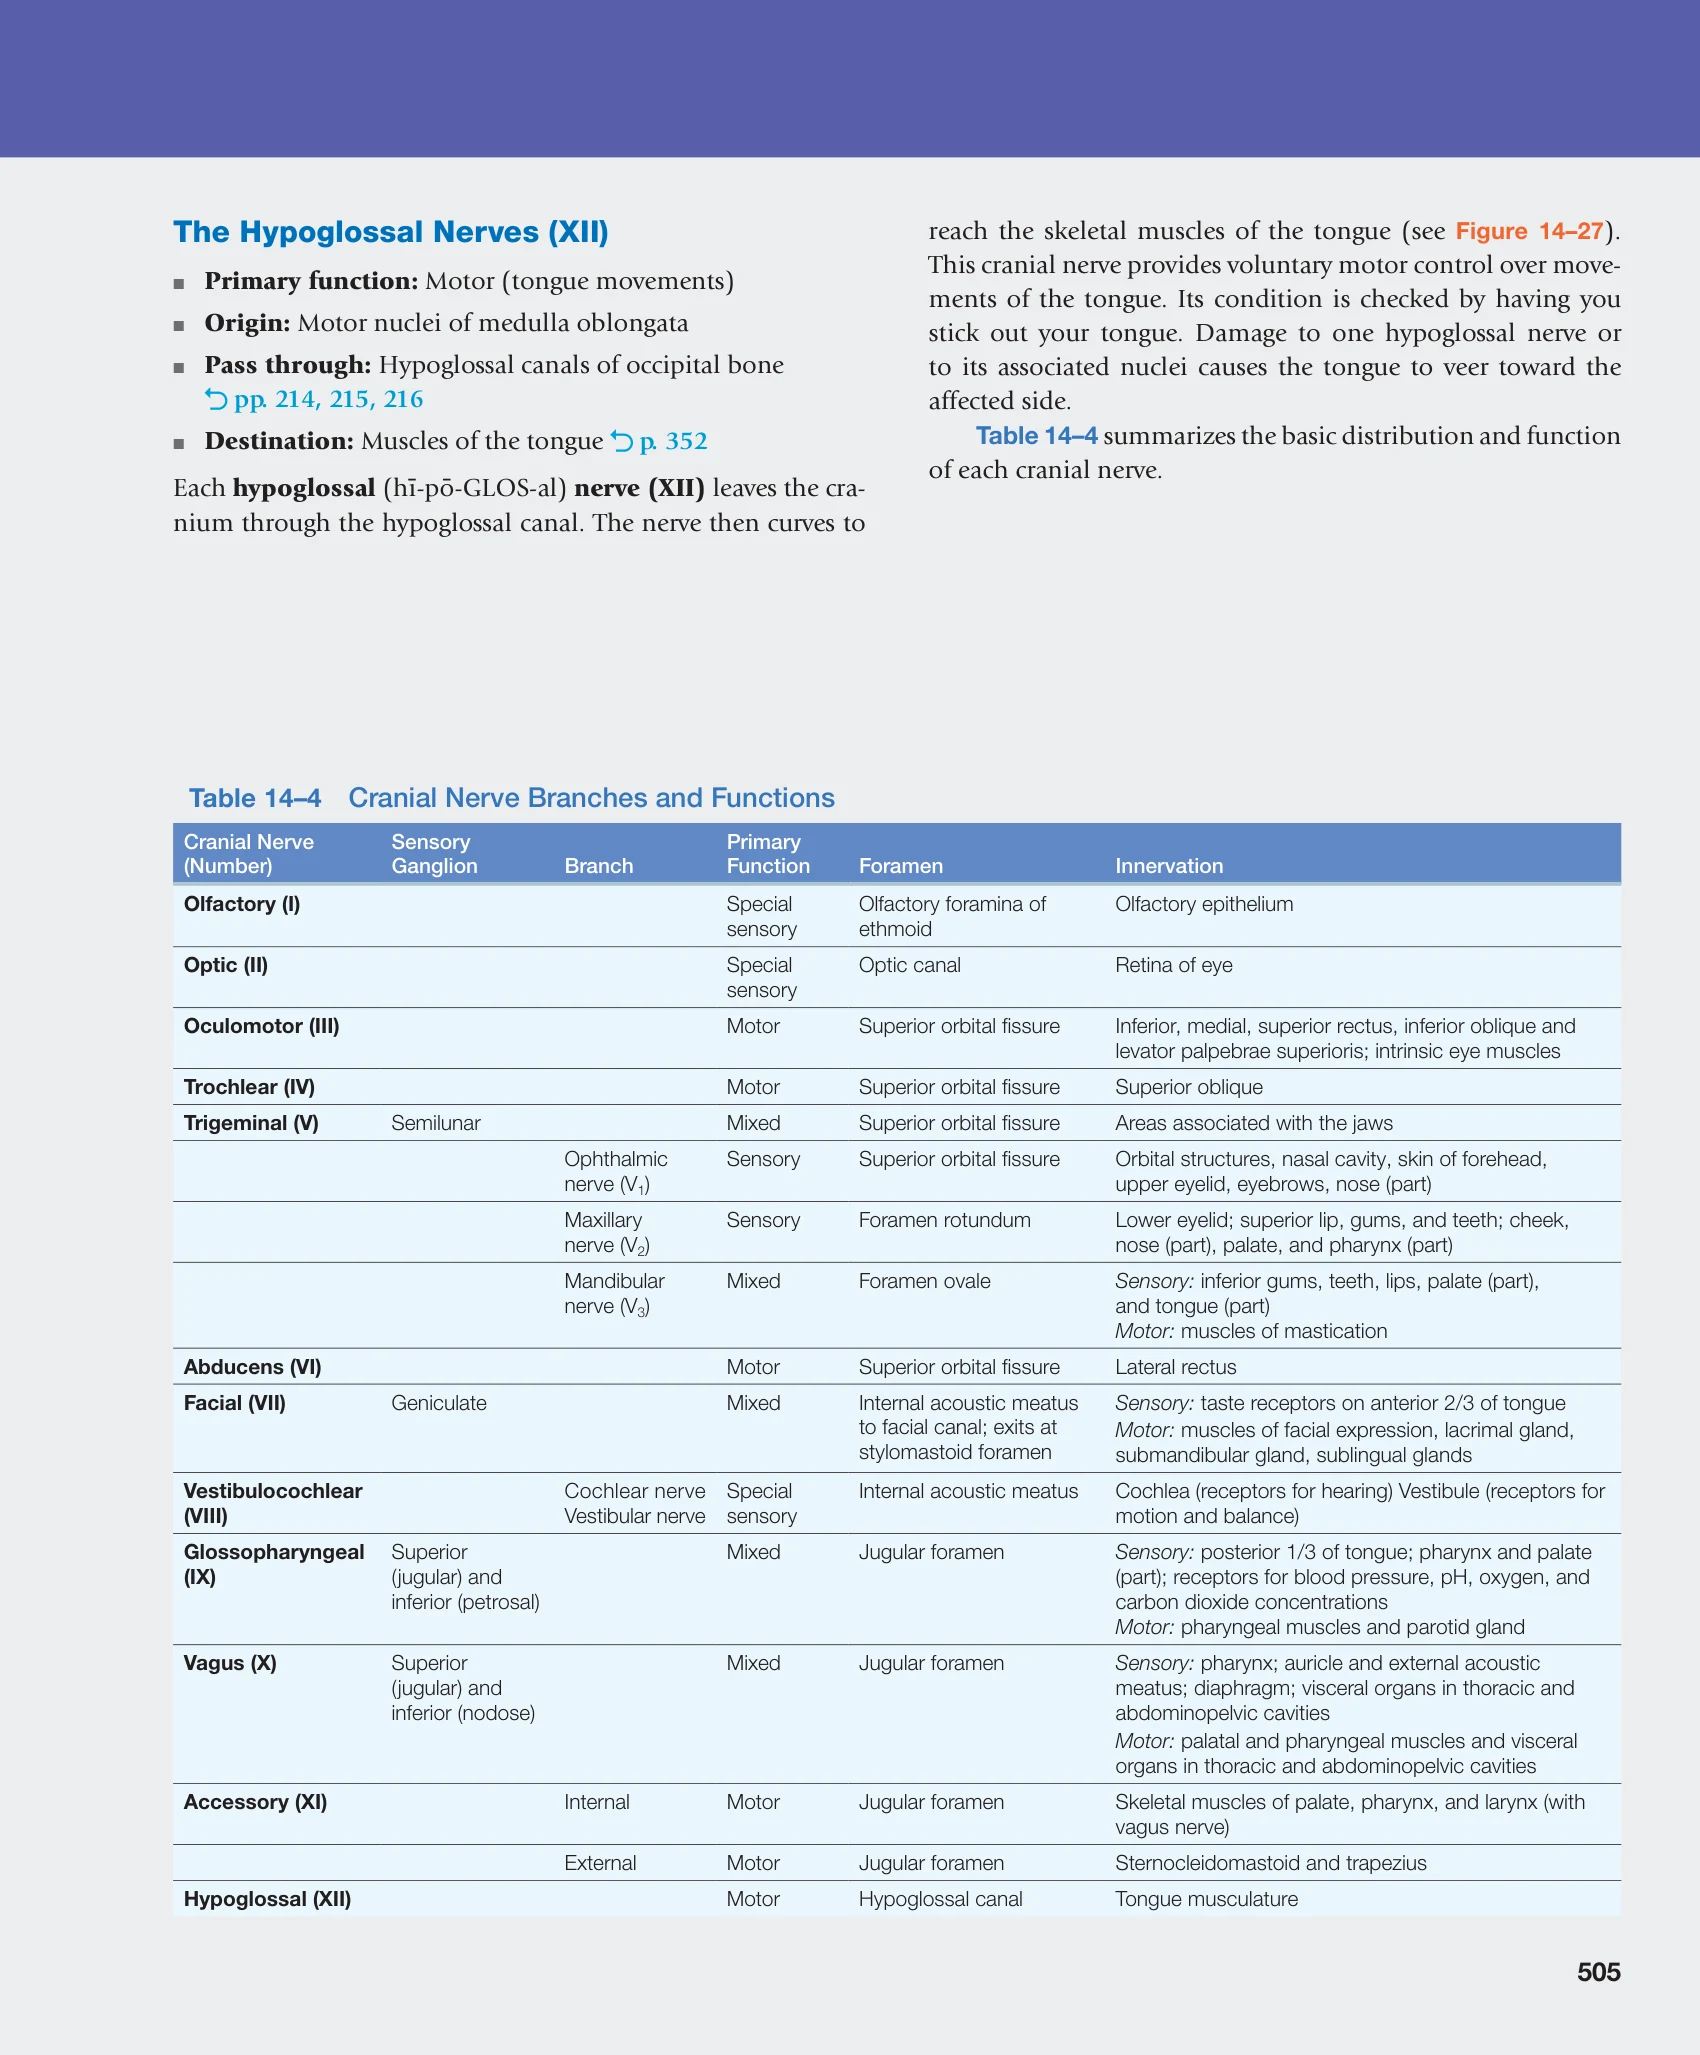 The Hypoglossal Nerves (XII)
■ Primary function: Motor (tongue movements)
■ Origin: Motor nuclei of medulla oblongata
■ Pass through: Hypoglossal canals of occipital bone
⮌ pp. 214, 215, 216
■ Destination: Muscles of the tongue ⮌ p. 352
Each hypoglossal (hī-pō-GLOS-al) nerve (XII) leaves the cra-
nium through the hypoglossal canal. The nerve then curves to
reach the skeletal muscles of the tongue (see Figure 14–27).
This cranial nerve provides voluntary motor control over move-
ments of the tongue. Its condition is checked by having you
stick out your tongue. Damage to one hypoglossal nerve or
to its associated nuclei causes the tongue to veer toward the
affected side.
Table 14–4 summarizes the basic distribution and function
of each cranial nerve.
Table 14–4 Cranial Nerve Branches and Functions
Cranial Nerve (Number) Sensory Ganglion Branch Primary Function Foramen Innervation
Olfactory (I) Special sensory Olfactory foramina of ethmoid Olfactory epithelium
Optic (II) Special sensory Optic canal Retina of eye
Oculomotor (III) Motor Superior orbital fissure Inferior, medial, superior rectus, inferior oblique and
levator palpebrae superioris; intrinsic eye muscles
Trochlear (IV) Motor Superior orbital fissure Superior oblique
Trigeminal (V) Semilunar Mixed Superior orbital fissure Areas associated with the jaws
Ophthalmic nerve (V1) Sensory Superior orbital fissure Orbital structures, nasal cavity, skin of forehead,
upper eyelid, eyebrows, nose (part)
Maxillary nerve (V2) Sensory Foramen rotundum Lower eyelid; superior lip, gums, and teeth; cheek,
nose (part), palate, and pharynx (part)
Mandibular nerve (V3) Mixed Foramen ovale Sensory: inferior gums, teeth, lips, palate (part),
and tongue (part)
Motor: muscles of mastication
Abducens (VI) Motor Superior orbital fissure Lateral rectus
Facial (VII) Geniculate Mixed Internal acoustic meatus to facial canal; exits at stylomastoid foramen Sensory: taste receptors on anterior 2/3 of tongue
Motor: muscles of facial expression, lacrimal gland,
submandibular gland, sublingual glands
Vestibulocochlear (VIII) Cochlear nerve Vestibular nerve Special sensory Internal acoustic meatus Cochlea (receptors for hearing) Vestibule (receptors for
motion and balance)
Glossopharyngeal (IX) Superior (jugular) and inferior (petrosal) Mixed Jugular foramen Sensory: posterior 1/3 of tongue; pharynx and palate
(part); receptors for blood pressure, pH, oxygen, and
carbon dioxide concentrations
Motor: pharyngeal muscles and parotid gland
Vagus (X) Superior (jugular) and inferior (nodose) Mixed Jugular foramen Sensory: pharynx; auricle and external acoustic
meatus; diaphragm; visceral organs in thoracic and
abdominopelvic cavities
Motor: palatal and pharyngeal muscles and visceral
organs in thoracic and abdominopelvic cavities
Accessory (XI) Internal Motor Jugular foramen Skeletal muscles of palate, pharynx, and larynx (with
vagus nerve)
External Motor Jugular foramen Sternocleidomastoid and trapezius
Hypoglossal (XII) Motor Hypoglossal canal Tongue musculature
505